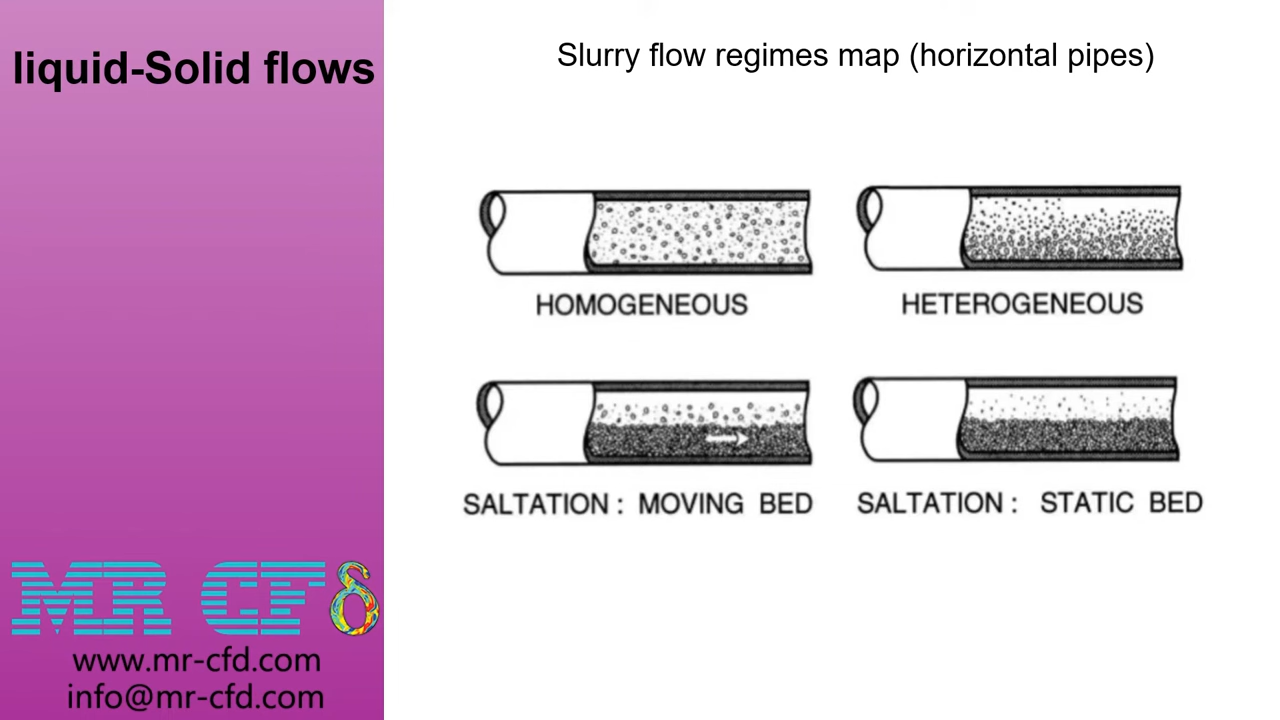 liquid-Solid flows
Slurry flow regimes map (horizontal pipes)
HOMOGENEOUS
HETEROGENEOUS
SALTATION : MOVING BED
SALTATION : STATIC BED
MR CFδ
www.mr-cfd.com
info@mr-cfd.com